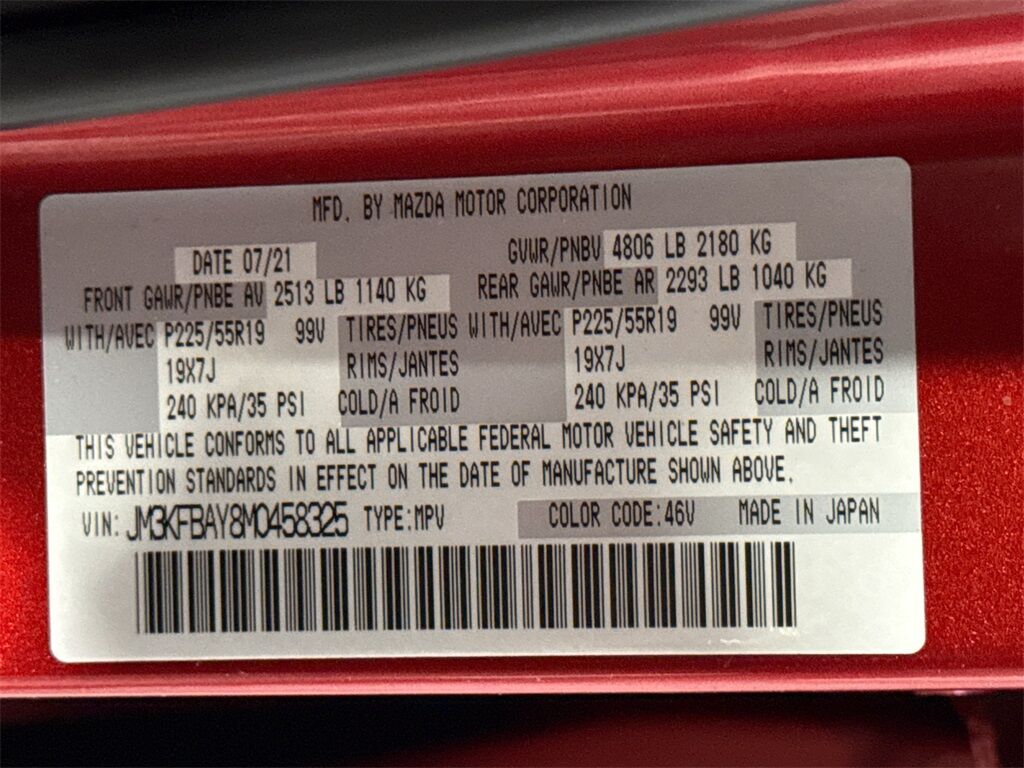 MFD. BY MAZDA MOTOR CORPORATION
DATE 07/21 GVWR/PNBV 4806 LB 2180 KG
FRONT GAWR/PNBE AV 2513 LB 1140 KG REAR GAWR/PNBE AR 2293 LB 1040 KG
WITH/AVEC P225/55R19 99V TIRES/PNEUS WITH/AVEC P225/55R19 99V TIRES/PNEUS
19X7J RIMS/JANTES 19X7J RIMS/JANTES
240 KPA/35 PSI COLD/A FROID 240 KPA/35 PSI COLD/A FROID
THIS VEHICLE CONFORMS TO ALL APPLICABLE FEDERAL MOTOR VEHICLE SAFETY AND THEFT
PREVENTION STANDARDS IN EFFECT ON THE DATE OF MANUFACTURE SHOWN ABOVE.
VIN: JM3KFBAY8M0458325 TYPE:MPV COLOR CODE:46V MADE IN JAPAN